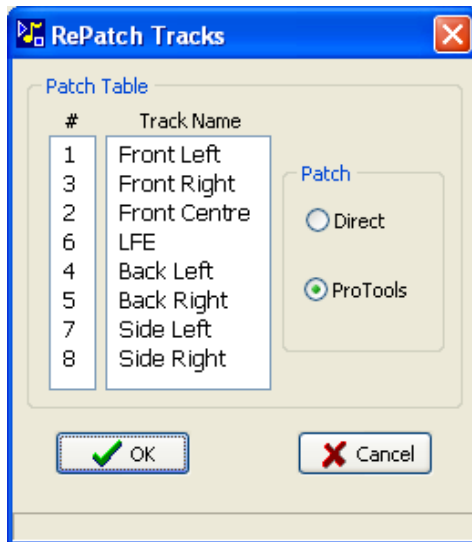 RePatch Tracks
Patch Table
# Track Name
1 Front Left
3 Front Right
2 Front Centre
6 LFE
4 Back Left
5 Back Right
7 Side Left
8 Side Right
Patch
Direct
ProTools
OK
Cancel